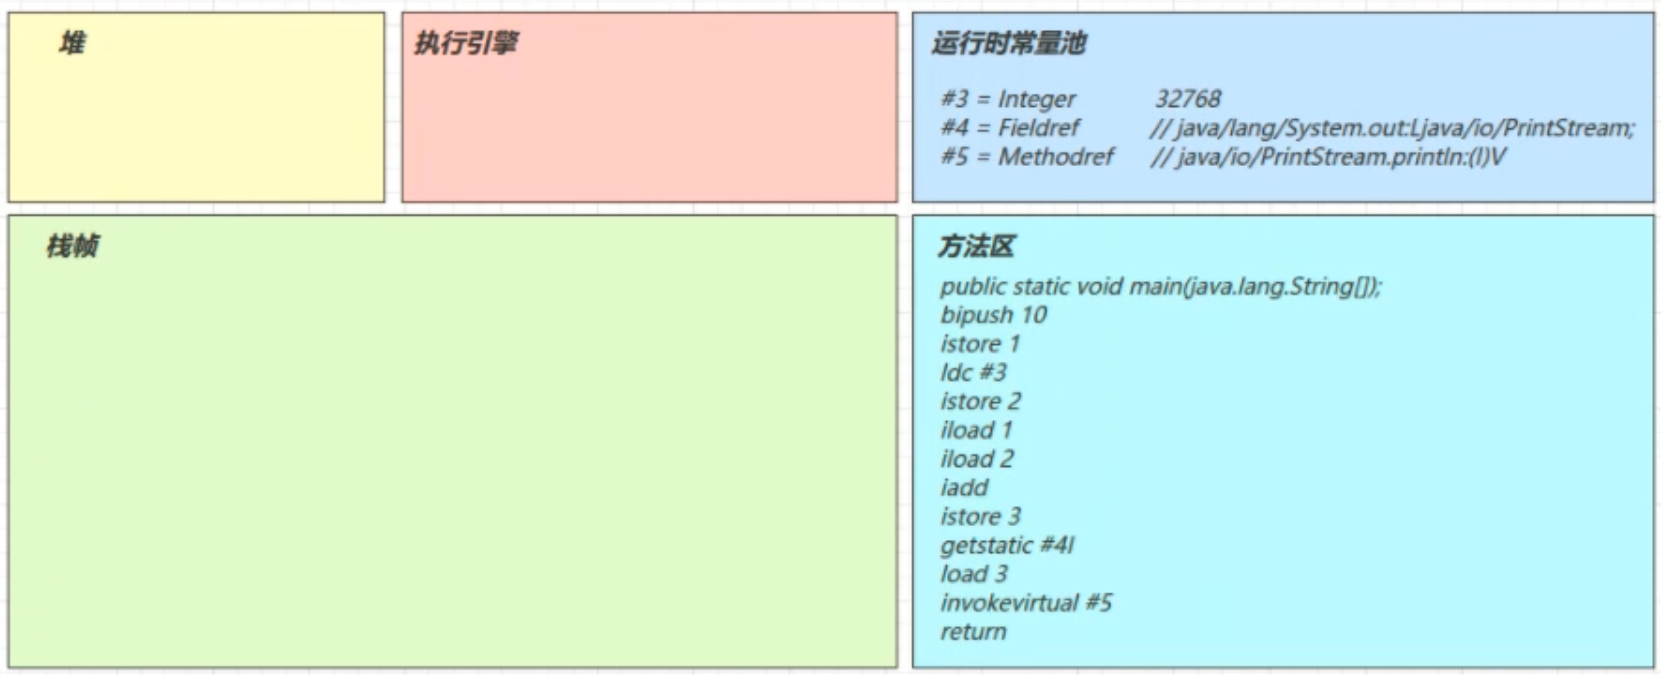 堆
执行引擎
运行时常量池
#3 = Integer 32768
#4 = Fieldref // java/lang/System.out:Ljava/io/PrintStream;
#5 = Methodref // java/io/PrintStream.println:(I)V
栈帧
方法区
public static void main(java.lang.String[]);
bipush 10
istore 1
ldc #3
istore 2
iload 1
iload 2
iadd
istore 3
getstatic #4I
load 3
invokevirtual #5
return